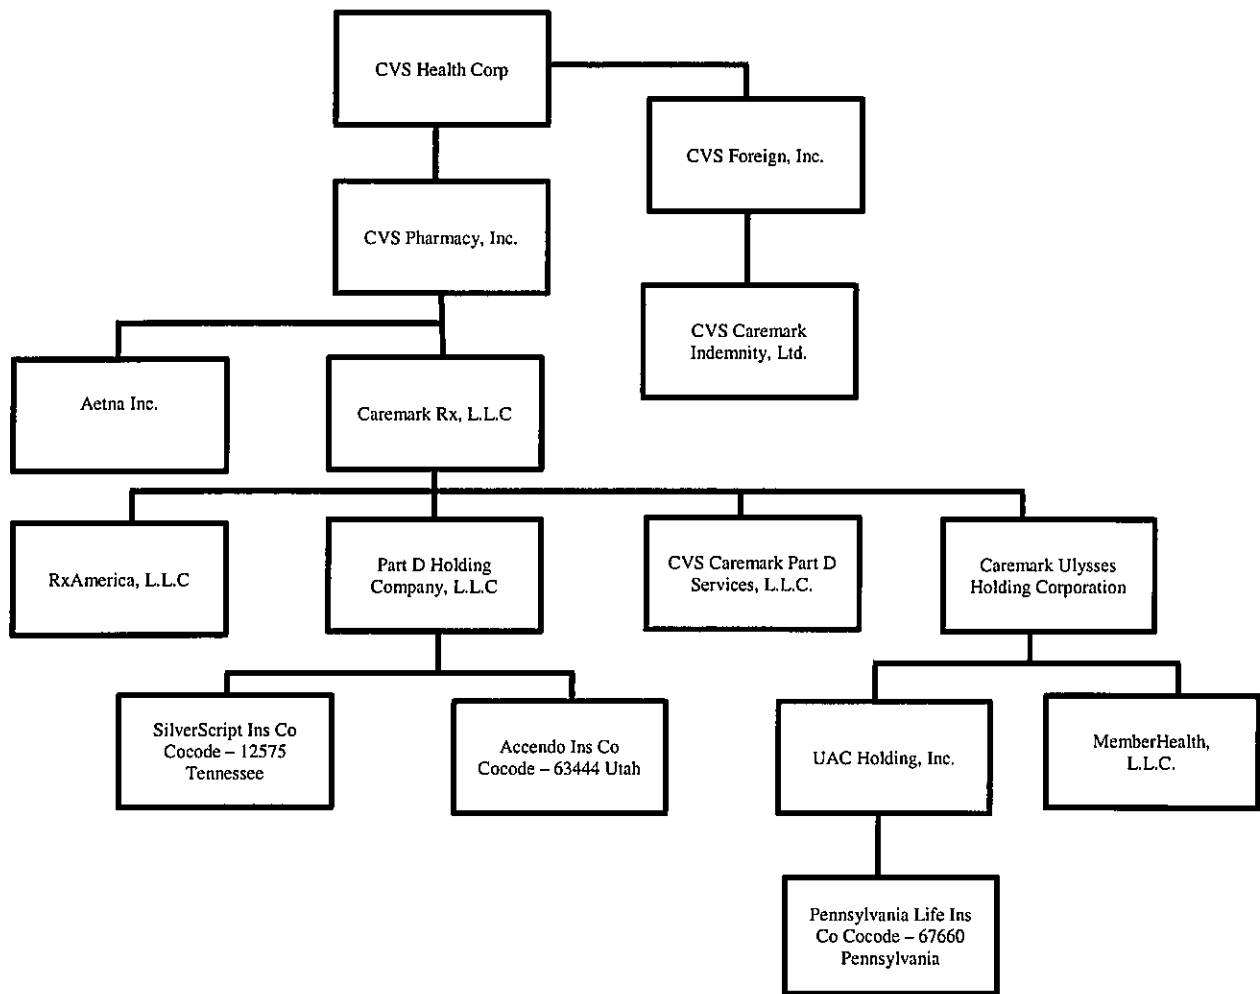 CVS Health Corp
CVS Foreign, Inc.
CVS Pharmacy, Inc.
CVS Caremark
Indemnity, Ltd.
Aetna Inc.
Caremark Rx, L.L.C
RxAmerica, L.L.C
Part D Holding
Company, L.L.C
CVS Caremark Part D
Services, L.L.C.
Caremark Ulysses
Holding Corporation
SilverScript Ins Co
Cocode – 12575
Tennessee
Accendo Ins Co
Cocode – 63444 Utah
UAC Holding, Inc.
MemberHealth,
L.L.C.
Pennsylvania Life Ins
Co Cocode – 67660
Pennsylvania